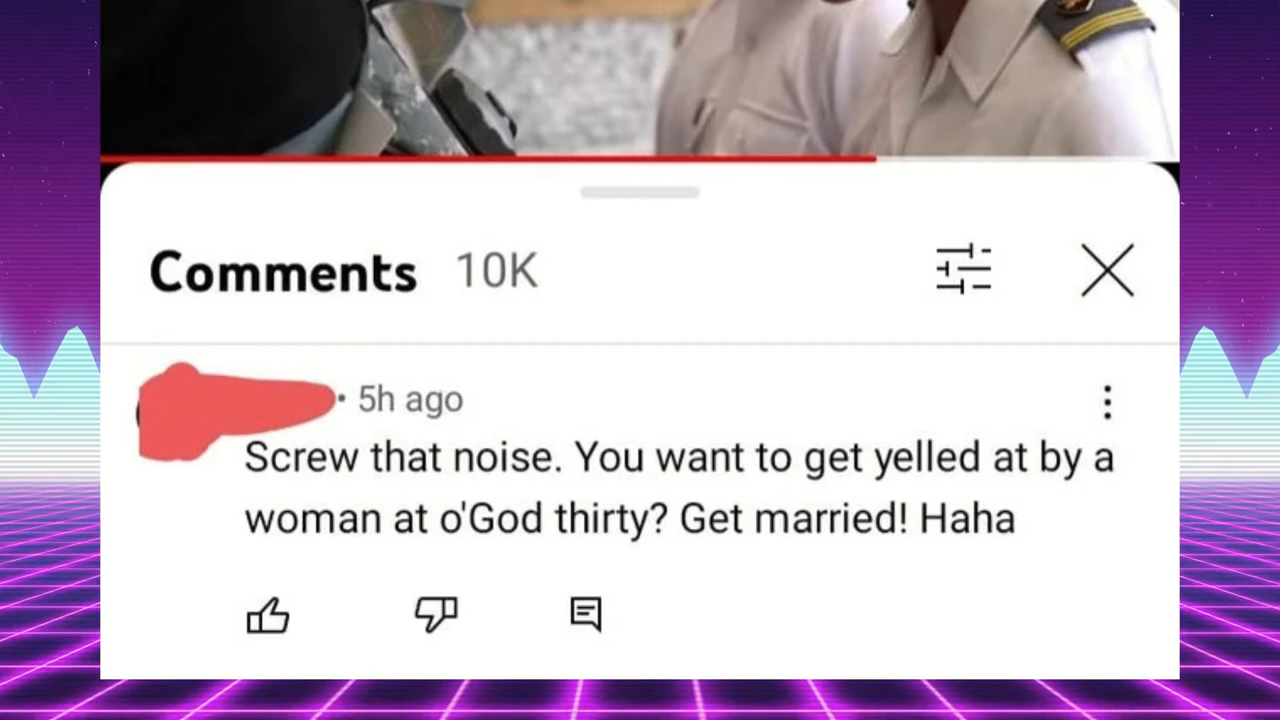 Comments 10K
• 5h ago
Screw that noise. You want to get yelled at by a
woman at o'God thirty? Get married! Haha